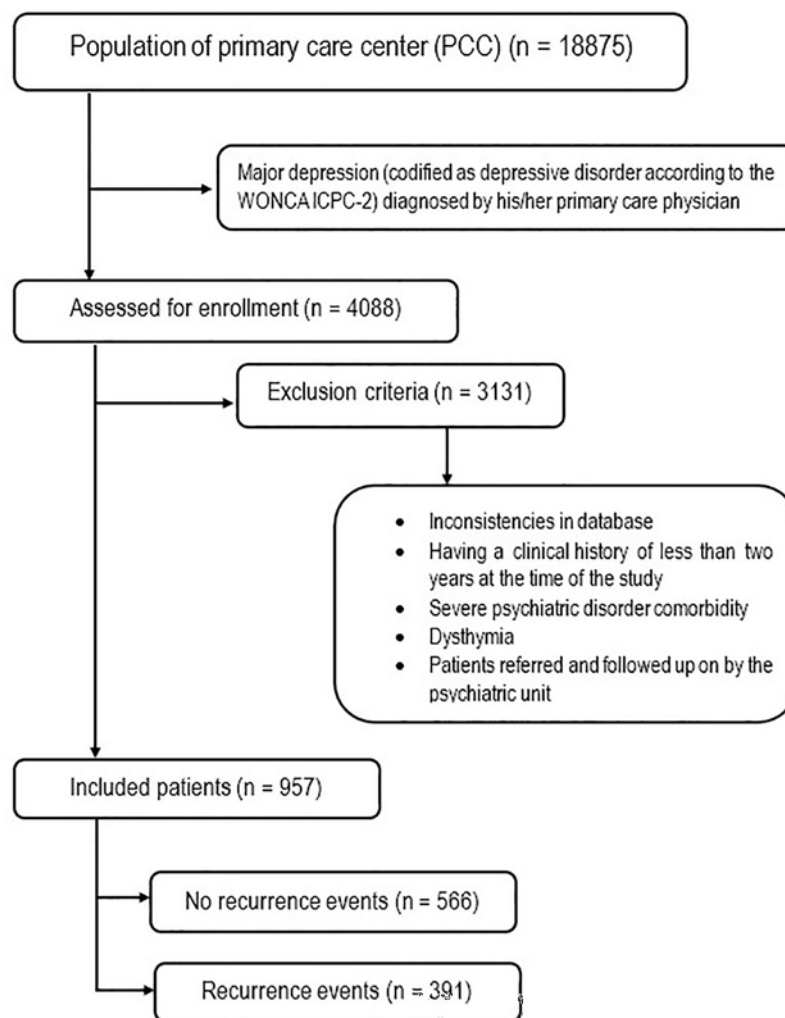 Population of primary care center (PCC) (n = 18875)
Major depression (codified as depressive disorder according to the
WONCA ICPC-2) diagnosed by his/her primary care physician
Assessed for enrollment (n = 4088)
Exclusion criteria (n = 3131)
• Inconsistencies in database
• Having a clinical history of less than two
years at the time of the study
• Severe psychiatric disorder comorbidity
• Dysthymia
• Patients referred and followed up on by the
psychiatric unit
Included patients (n = 957)
No recurrence events (n = 566)
Recurrence events (n = 391)